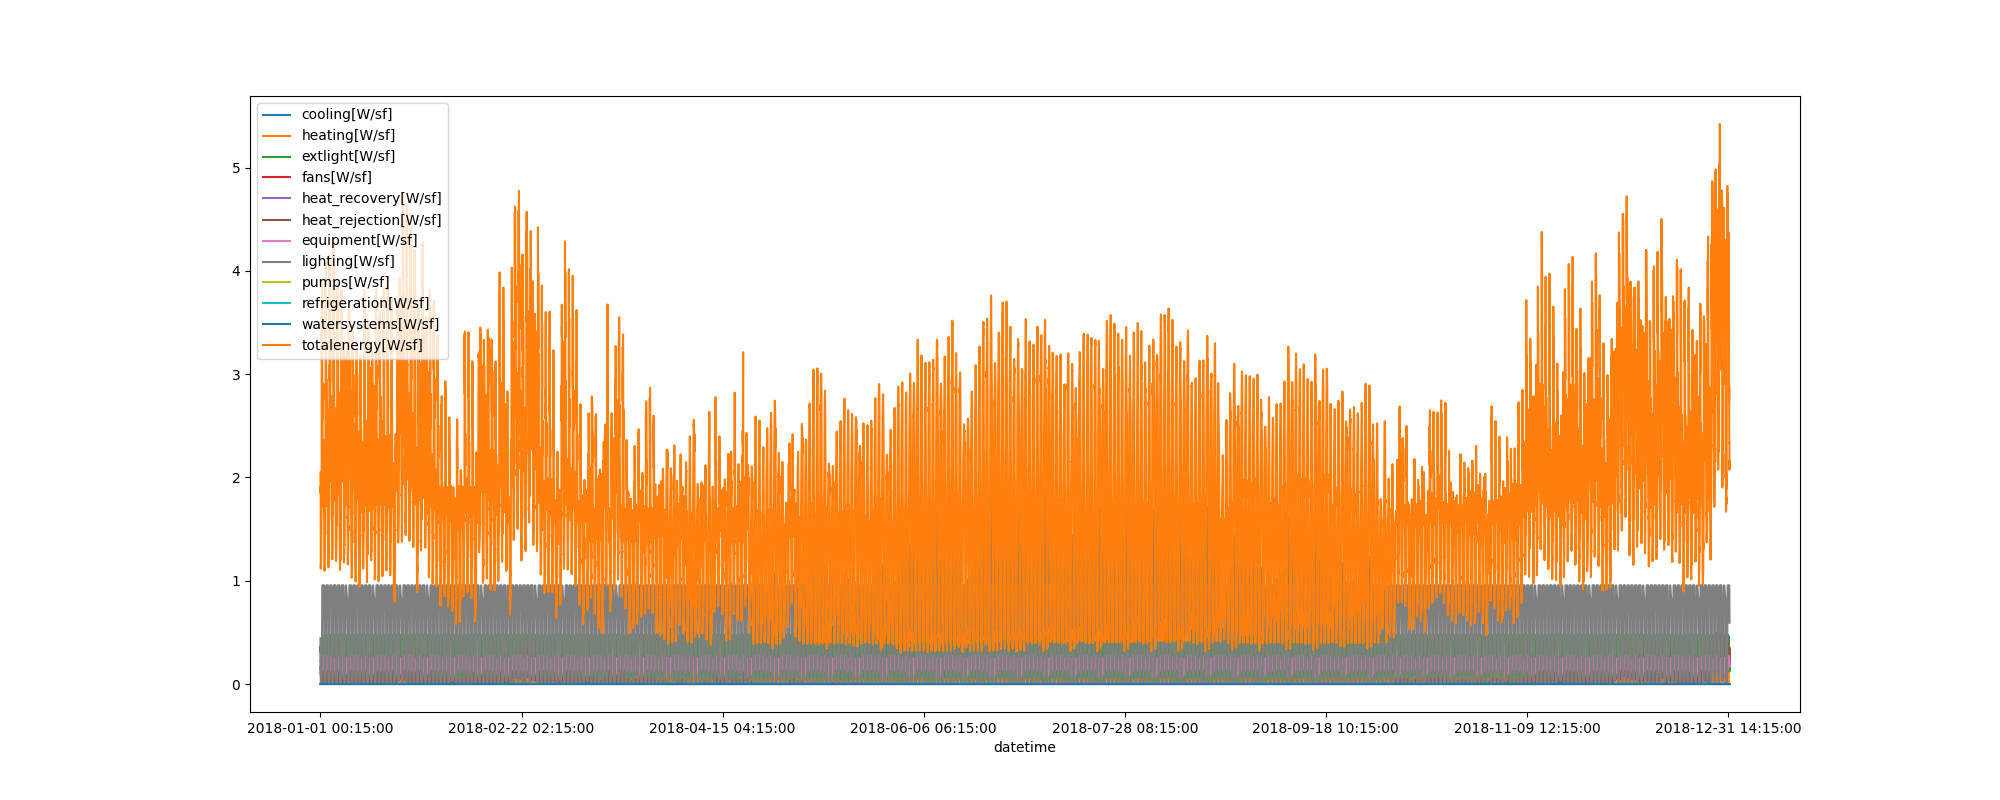 cooling[W/sf]
heating[W/sf]
extlight[W/sf]
fans[W/sf]
heat_recovery[W/sf]
heat_rejection[W/sf]
equipment[W/sf]
lighting[W/sf]
pumps[W/sf]
refrigeration[W/sf]
watersystems[W/sf]
totalenergy[W/sf]
5
4
3
2
1
0
2018-01-01 00:15:00 2018-02-22 02:15:00 2018-04-15 04:15:00 2018-06-06 06:15:00 2018-07-28 08:15:00 2018-09-18 10:15:00 2018-11-09 12:15:00 2018-12-31 14:15:00
datetime